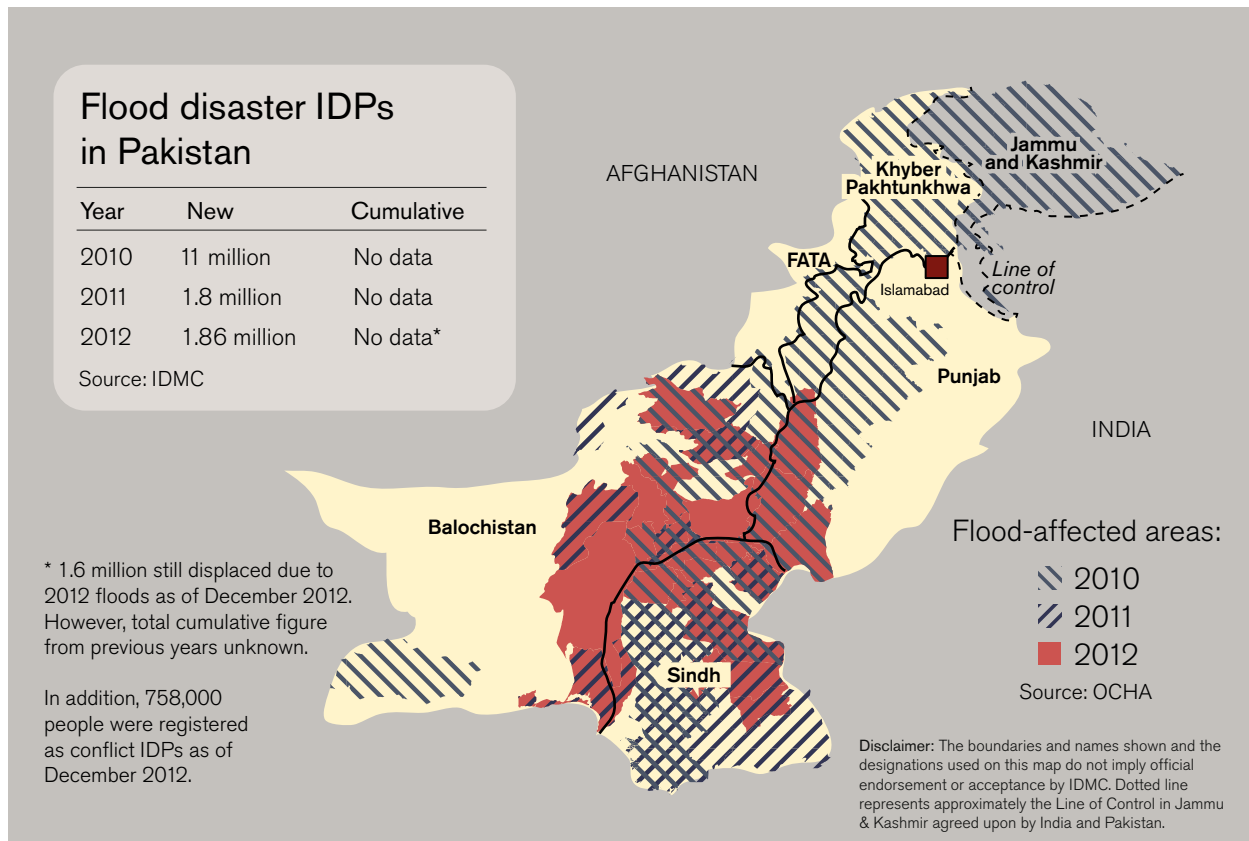 Flood disaster IDPs
in Pakistan
Year New Cumulative
2010 11 million No data
2011 1.8 million No data
2012 1.86 million No data*
Source: IDMC
AFGHANISTAN
Jammu
and Kashmir
Khyber
Pakhtunkhwa
FATA
Islamabad
Line of
control
Punjab
INDIA
Balochistan
Sindh
* 1.6 million still displaced due to
2012 floods as of December 2012.
However, total cumulative figure
from previous years unknown.
In addition, 758,000
people were registered
as conflict IDPs as of
December 2012.
Flood-affected areas:
2010
2011
2012
Source: OCHA
Disclaimer: The boundaries and names shown and the
designations used on this map do not imply official
endorsement or acceptance by IDMC. Dotted line
represents approximately the Line of Control in Jammu
& Kashmir agreed upon by India and Pakistan.